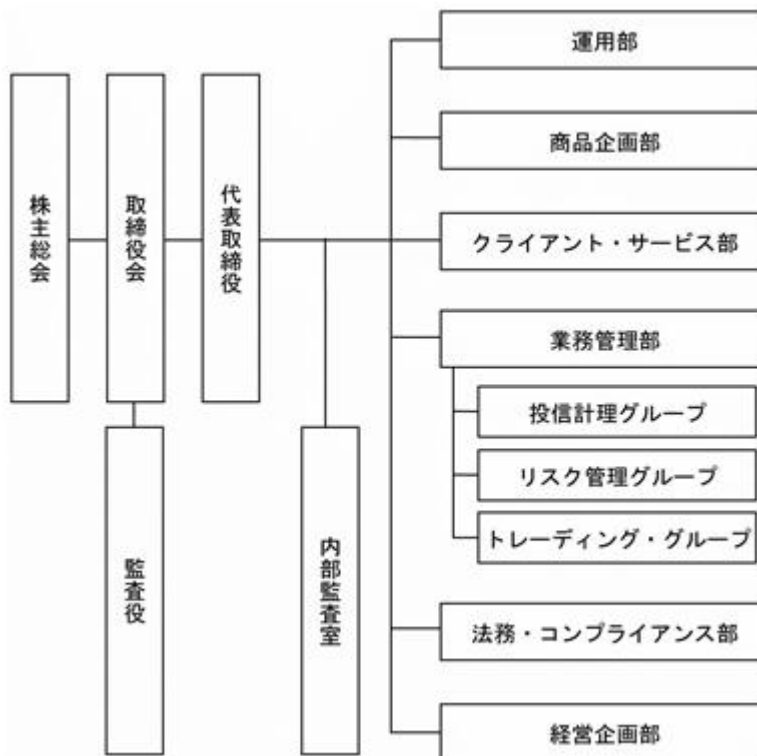 株主総会
取締役会
代表取締役
監査役
内部監査室
運用部
商品企画部
クライアント・サービス部
業務管理部
投信計理グループ
リスク管理グループ
トレーディング・グループ
法務・コンプライアンス部
経営企画部